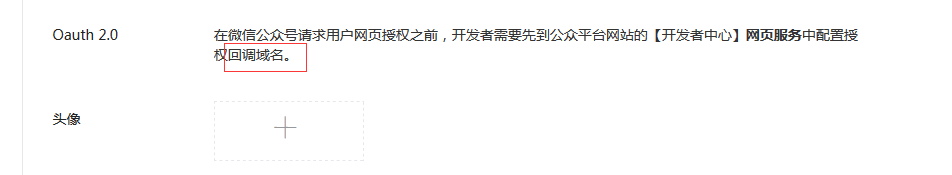 Oauth 2.0
在微信公众号请求用户网页授权之前，开发者需要先到公众平台网站的【开发者中心】网页服务中配置授
权回调域名。
头像